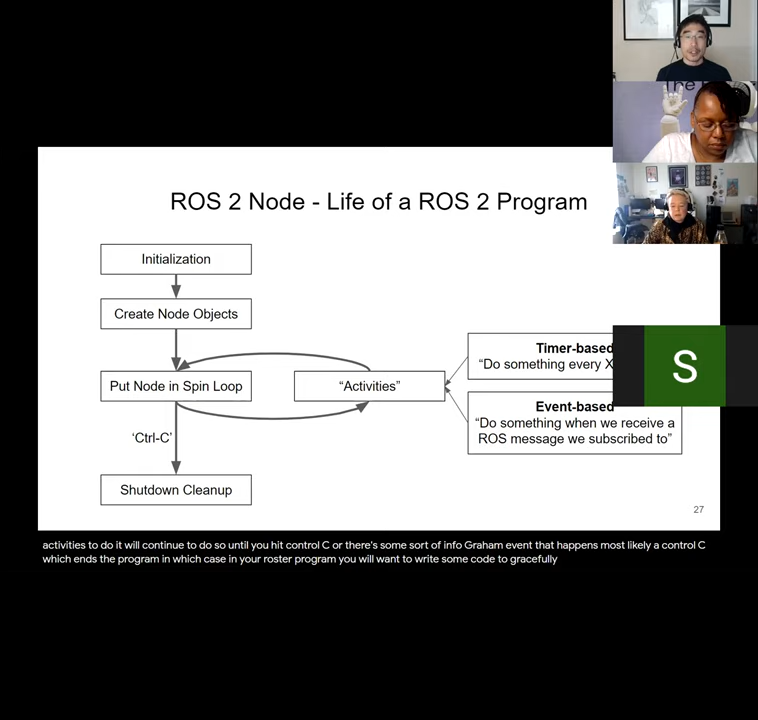 The
ROS 2 Node - Life of a ROS 2 Program
Initialization
Create Node Objects
Put Node in Spin Loop
“Activities”
Timer-based
“Do something every X
Event-based
“Do something when we receive a
ROS message we subscribed to”
‘Ctrl-C’
Shutdown Cleanup
S
27
activities to do it will continue to do so until you hit control C or there's some sort of info Graham event that happens most likely a control C
which ends the program in which case in your roster program you will want to write some code to gracefully